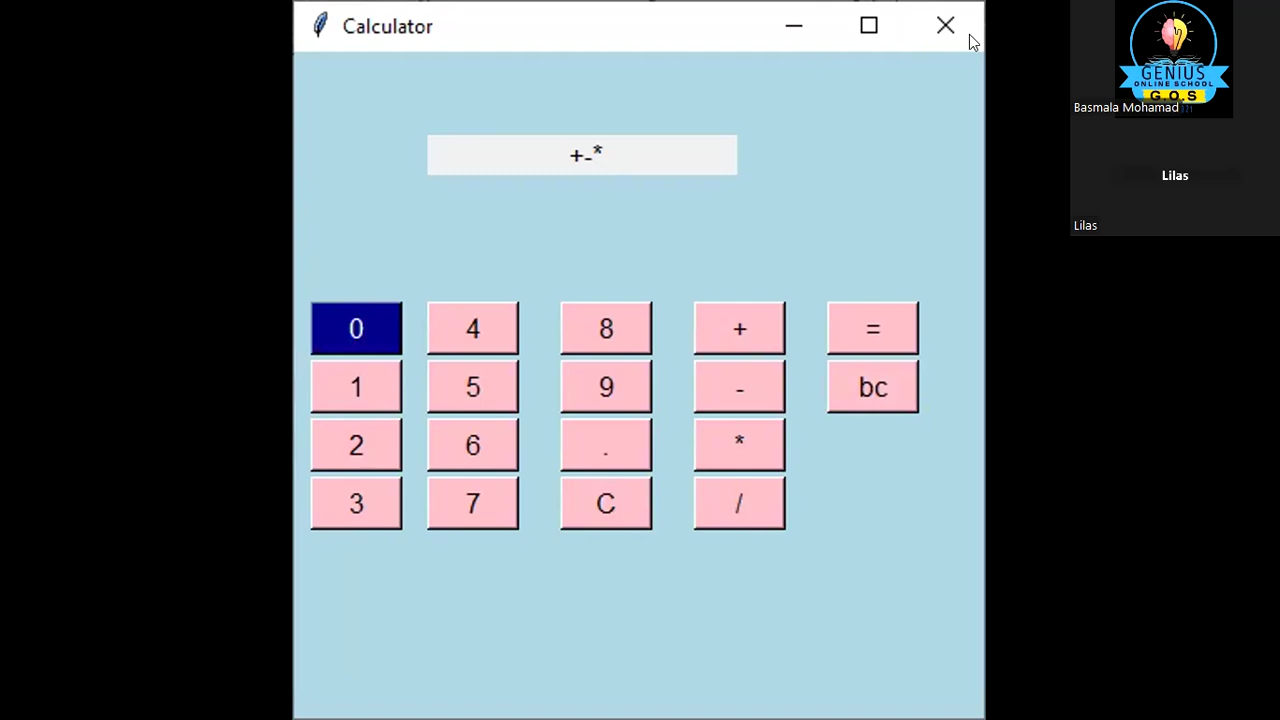 Calculator
+-*
0 4 8 + =
1 5 9 - bc
2 6 . *
3 7 C /
GENIUS
ONLINE SCHOOL
G.O.S
Basmala Mohamad
Lilas
Lilas